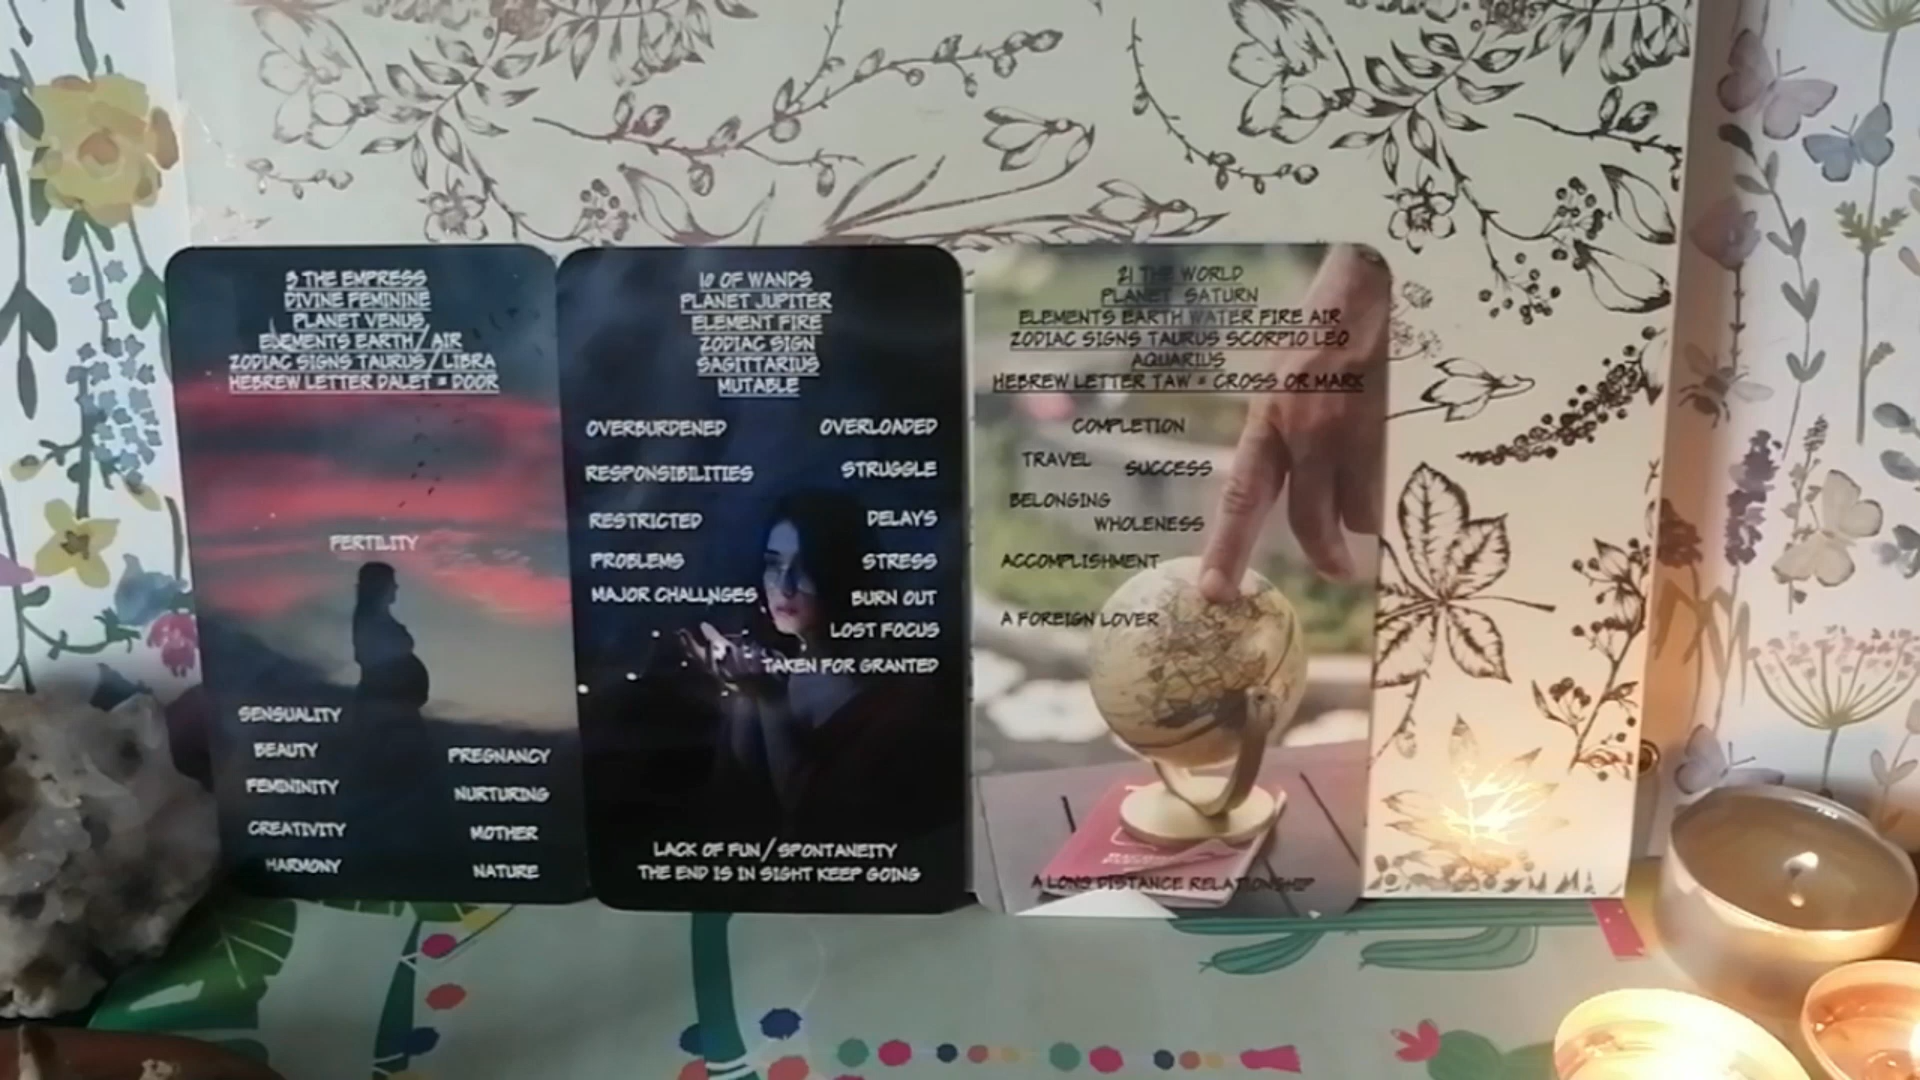 3 THE EMPRESS
DIVINE FEMININE
PLANET VENUS
ELEMENTS EARTH/AIR
ZODIAC SIGNS TAURUS/LIBRA
HEBREW LETTER DALET = DOOR
FERTILITY
SENSUALITY
BEAUTY
PREGNANCY
FEMININITY
NURTURING
CREATIVITY
MOTHER
HARMONY
NATURE
10 OF WANDS
PLANET JUPITER
ELEMENT FIRE
ZODIAC SIGN
SAGITTARIUS
MUTABLE
OVERBURDENED
OVERLOADED
RESPONSIBILITIES
STRUGGLE
RESTRICTED
DELAYS
PROBLEMS
STRESS
MAJOR CHALLNGES
BURN OUT
LOST FOCUS
TAKEN FOR GRANTED
LACK OF FUN/SPONTANEITY
THE END IS IN SIGHT KEEP GOING
21 THE WORLD
PLANET SATURN
ELEMENTS EARTH WATER FIRE AIR
ZODIAC SIGNS TAURUS SCORPIO LEO
AQUARIUS
HEBREW LETTER TAW = CROSS OR MARK
COMPLETION
TRAVEL
SUCCESS
BELONGING
WHOLENESS
ACCOMPLISHMENT
A FOREIGN LOVER
A LONG DISTANCE RELATIONSHIP